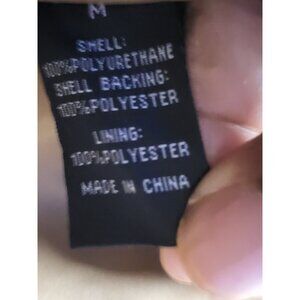 M
SHELL:
100%POLYURETHANE
SHELL BACKING:
100%POLYESTER
LINING:
100%POLYESTER
MADE IN CHINA